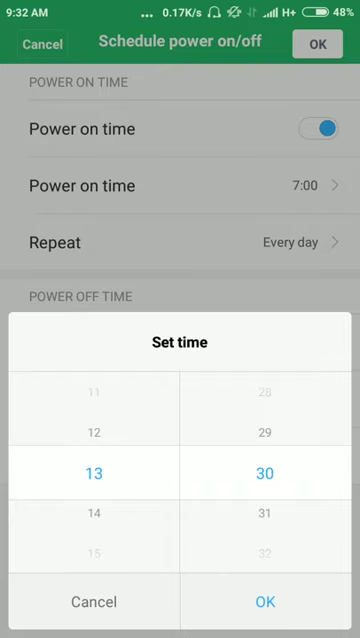 9:32 AM ... 0.17K/s H+ 48%
Cancel Schedule power on/off OK
POWER ON TIME
Power on time
Power on time 7:00
Repeat Every day
POWER OFF TIME
Set time
11 28
12 29
13 30
14 31
15 32
Cancel OK